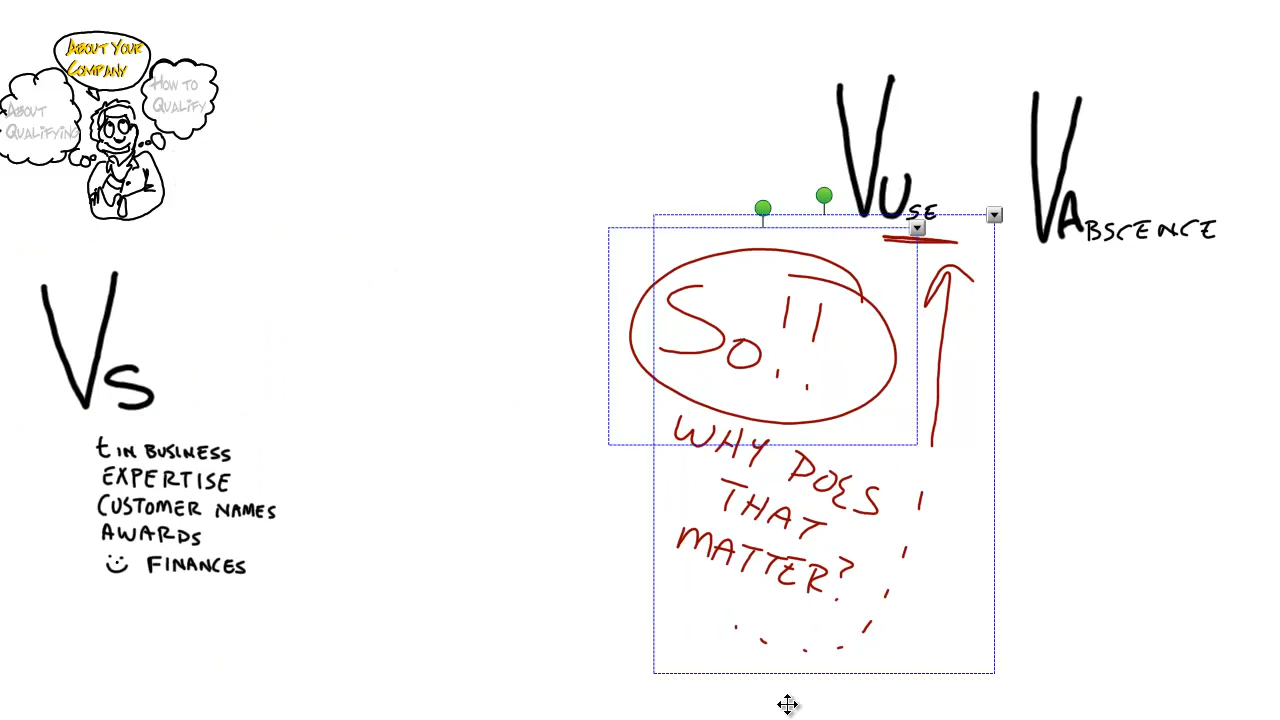 ABOUT YOUR
COMPANY
HOW TO
QUALIFY
ABOUT
QUALIFYING
VUSE
VABSCENCE
So!!
WHY DOES
THAT
MATTER?
Vs
t IN BUSINESS
EXPERTISE
CUSTOMER NAMES
AWARDS
FINANCES